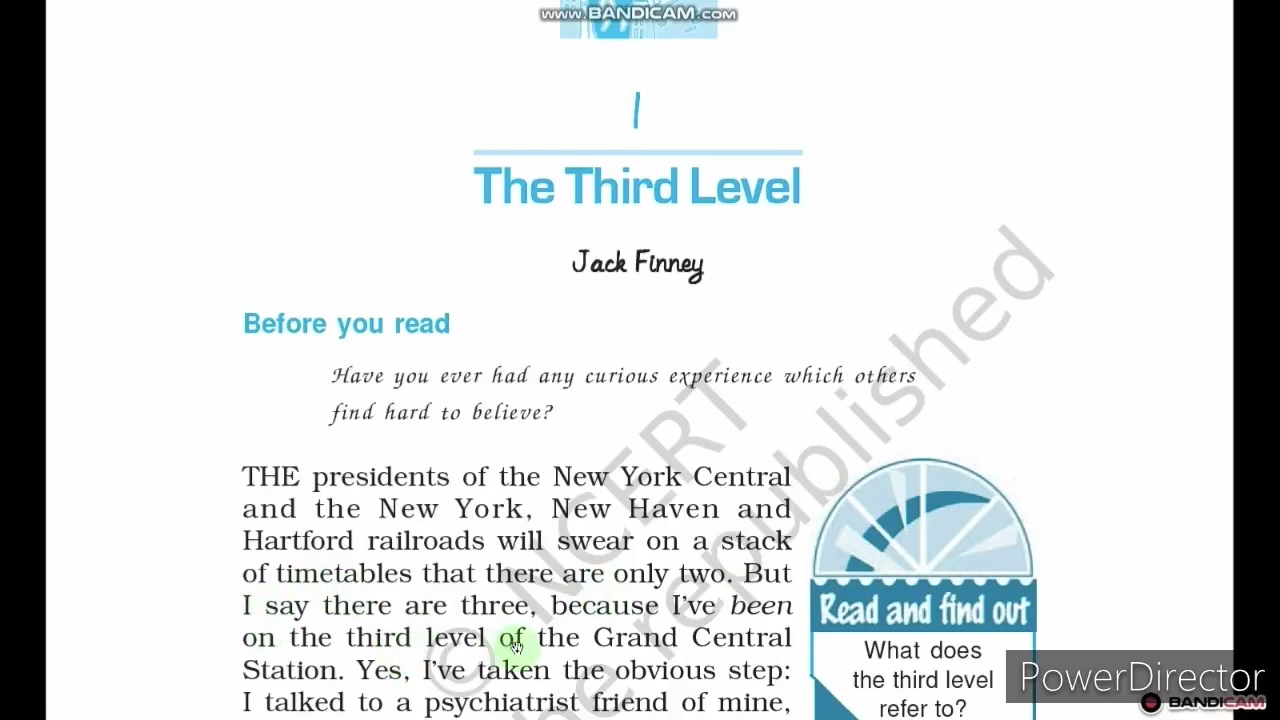 www.BANDICAM.com
1
The Third Level
Jack Finney
Before you read
Have you ever had any curious experience which others
find hard to believe?
THE presidents of the New York Central
and the New York, New Haven and
Hartford railroads will swear on a stack
of timetables that there are only two. But
I say there are three, because I’ve been
on the third level of the Grand Central
Station. Yes, I’ve taken the obvious step:
I talked to a psychiatrist friend of mine,
Read and find out
What does
the third level
refer to?
© NCERT
he republished
PowerDirector
BANDICAM